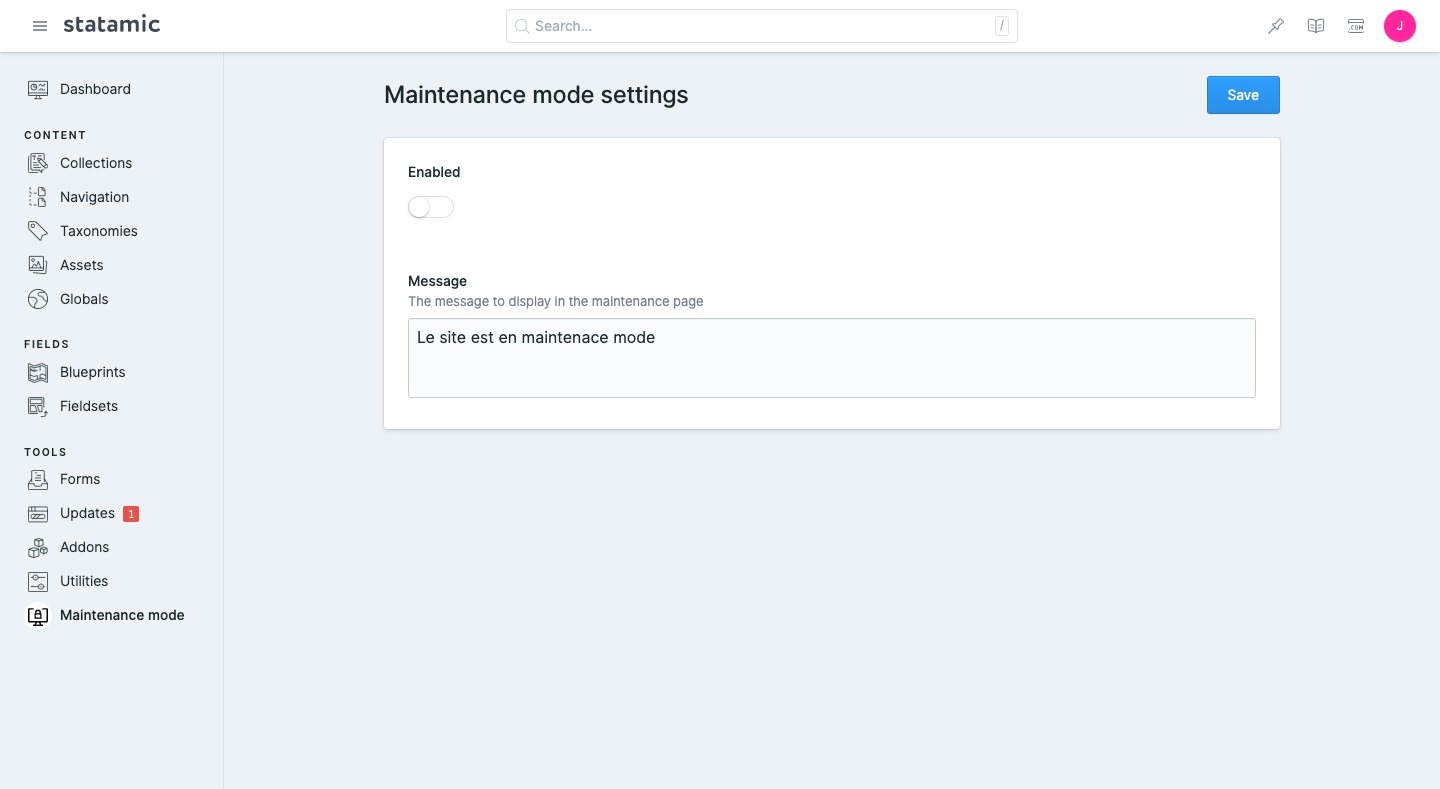 statamic
Search...
/
.COM
J
Dashboard
CONTENT
Collections
Navigation
Taxonomies
Assets
Globals
FIELDS
Blueprints
Fieldsets
TOOLS
Forms
Updates 1
Addons
Utilities
Maintenance mode
Maintenance mode settings
Save
Enabled
Message
The message to display in the maintenance page
Le site est en maintenace mode